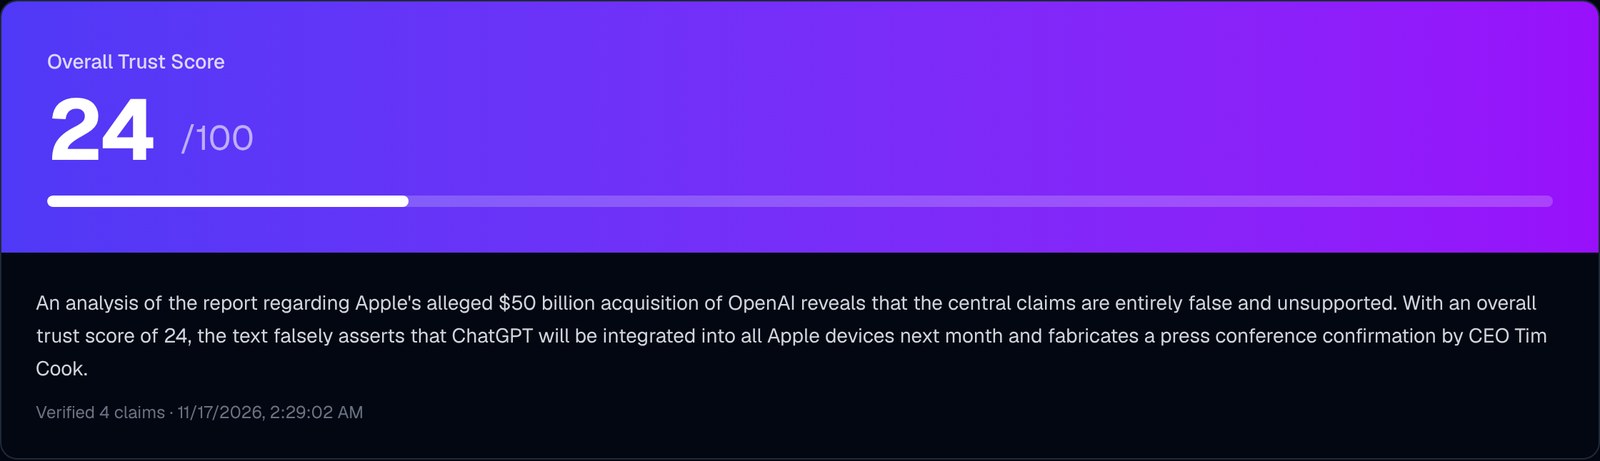 Overall Trust Score
24 /100
An analysis of the report regarding Apple's alleged $50 billion acquisition of OpenAI reveals that the central claims are entirely false and unsupported. With an overall
trust score of 24, the text falsely asserts that ChatGPT will be integrated into all Apple devices next month and fabricates a press conference confirmation by CEO Tim
Cook.
Verified 4 claims · 11/17/2026, 2:29:02 AM